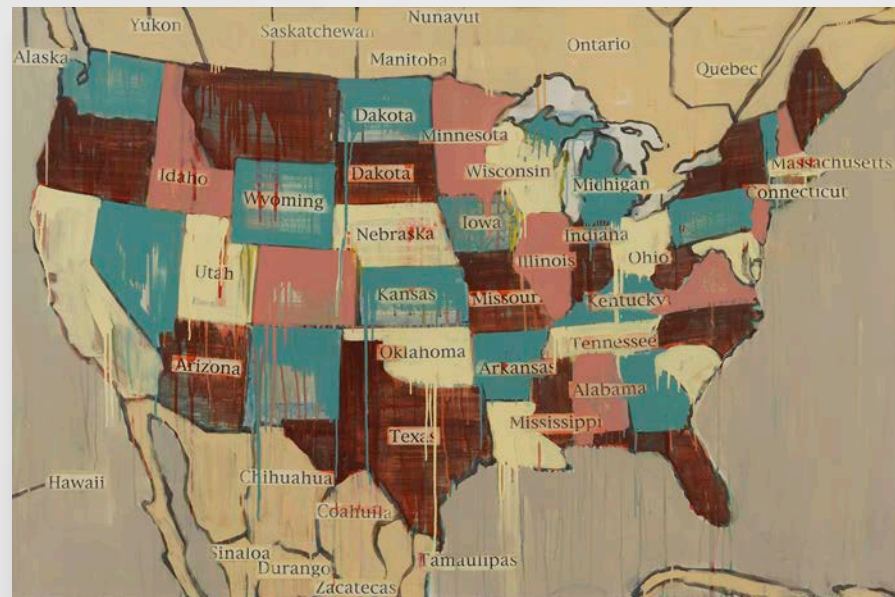 Nunavut
Yukon
Saskatchewan
Manitoba
Ontario
Alaska
Quebec
Dakota
Minnesota
Massachusetts
Wisconsin
Dakota
Idaho
Michigan
Connecticut
Wyoming
Iowa
Nebraska
Indiana
Ohio
Illinois
Utah
Kansas
Missouri
Kentucky
Tennessee
Oklahoma
Arizona
Arkansas
Alabama
Mississippi
Texas
Chihuahua
Hawaii
Coahuila
Sinaloa
Tamaulipas
Durango
Zacatecas